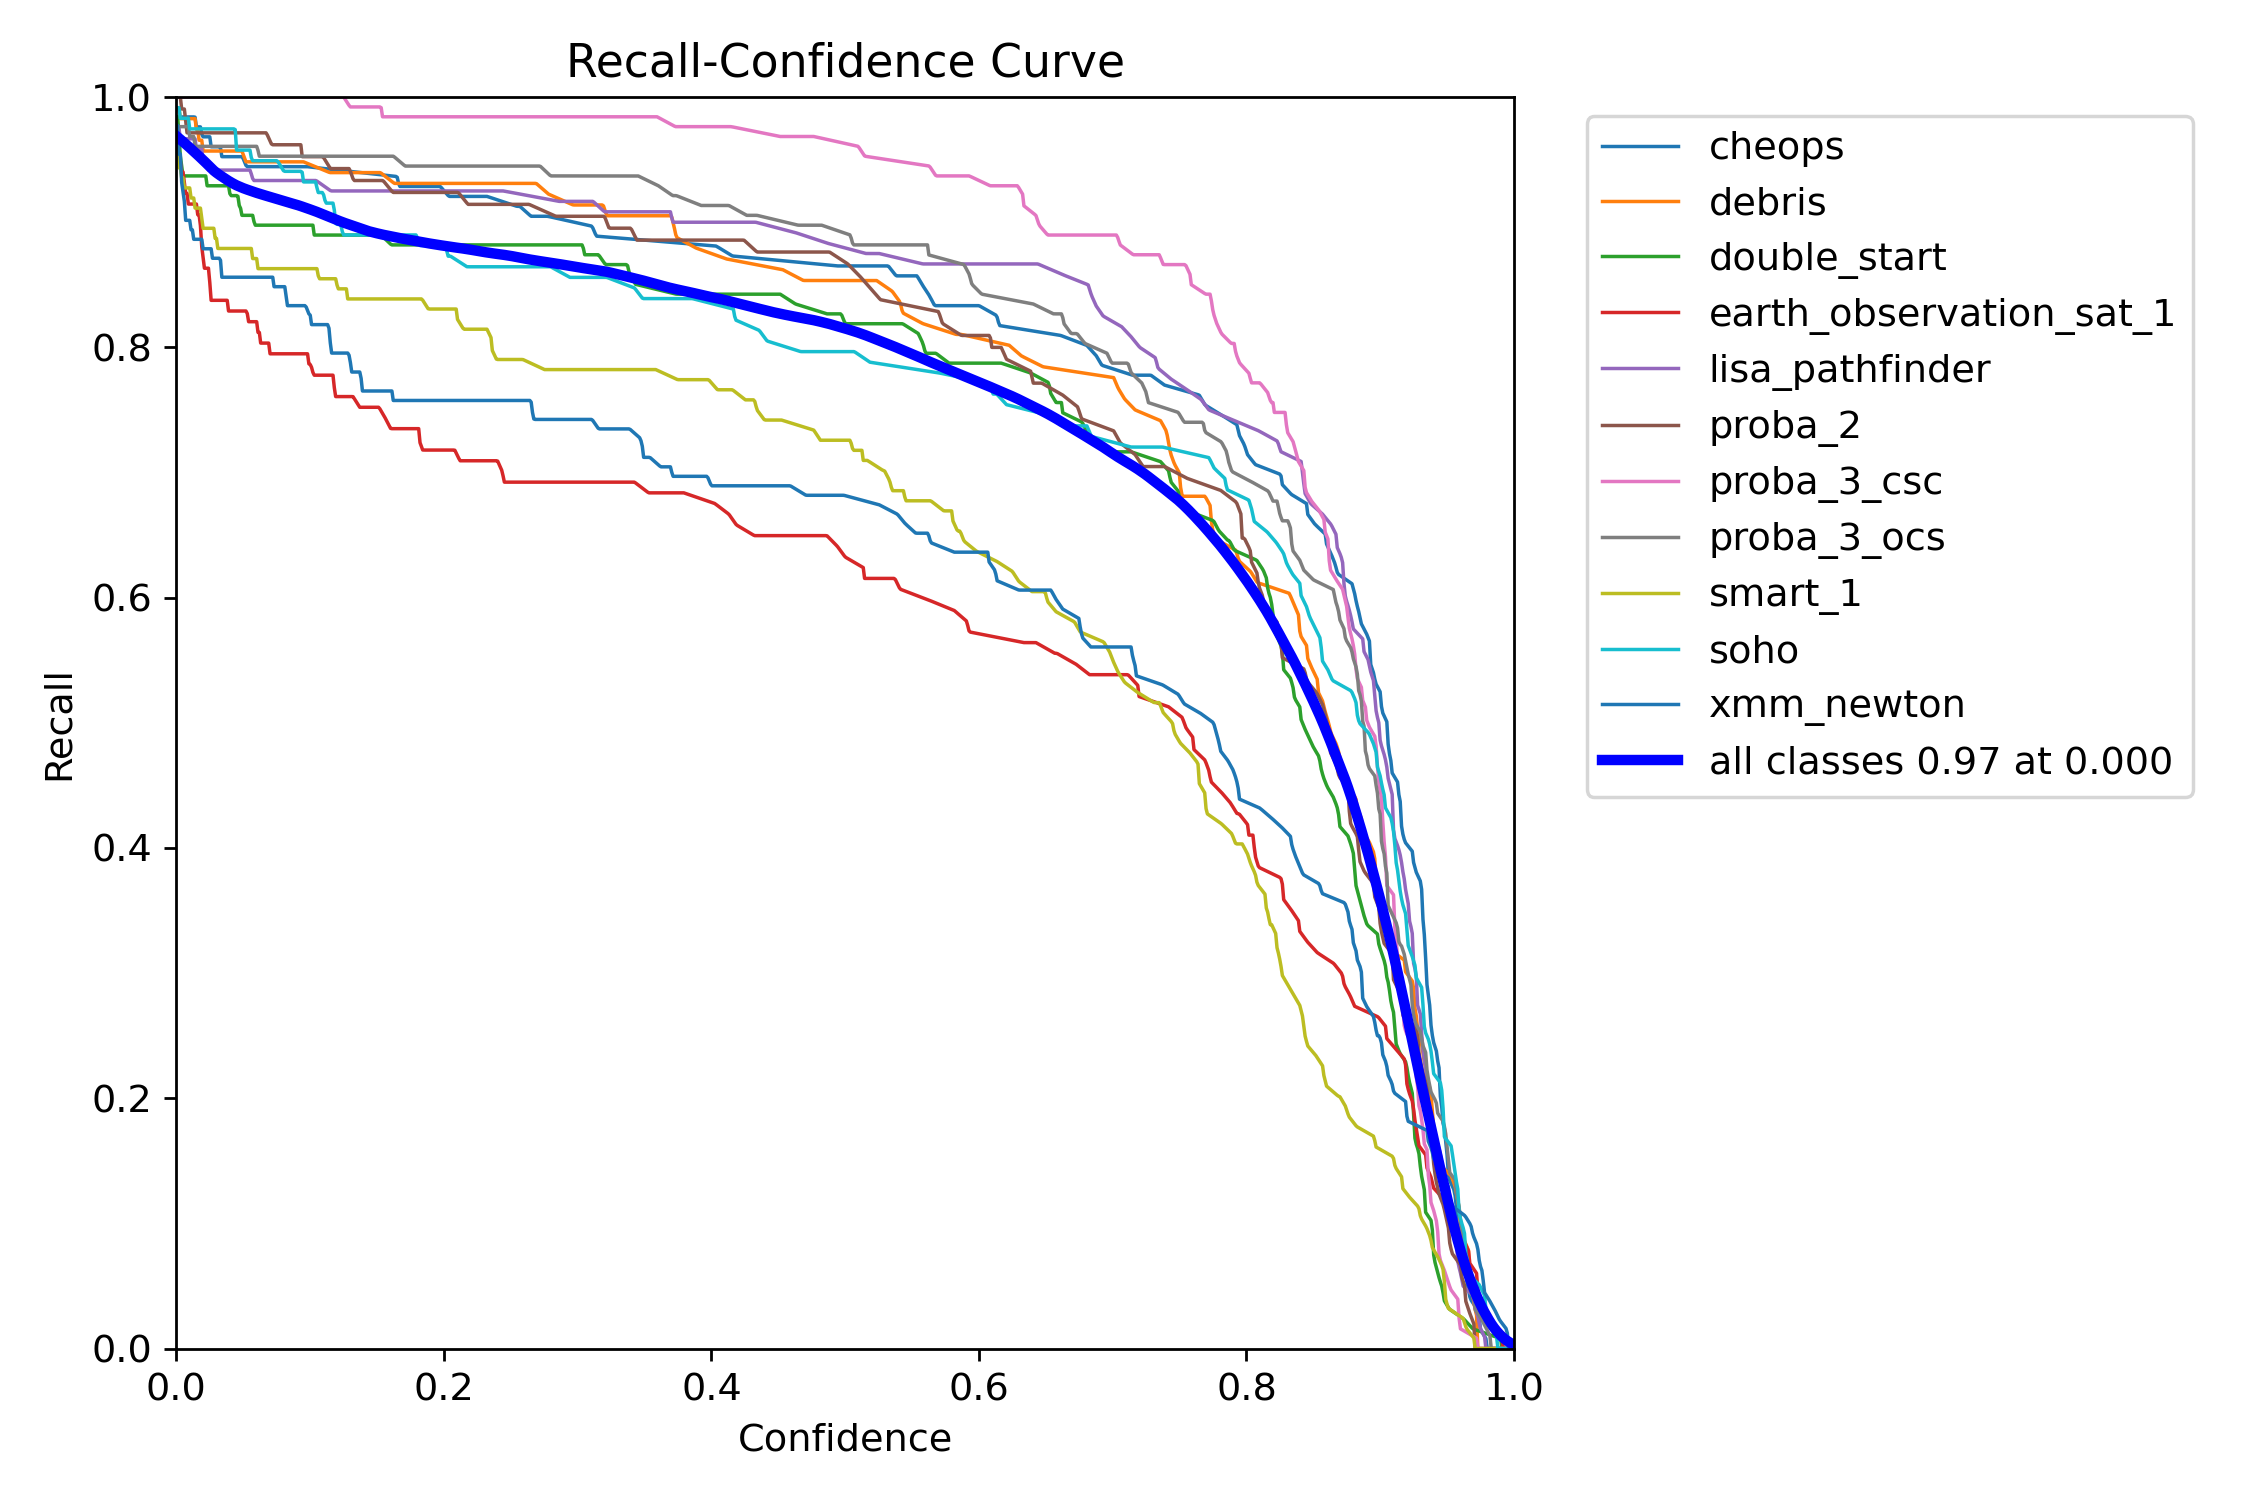 Recall-Confidence Curve
1.0
0.8
0.6
0.4
0.2
0.0
Recall
0.0 0.2 0.4 0.6 0.8 1.0
Confidence
cheops
debris
double_start
earth_observation_sat_1
lisa_pathfinder
proba_2
proba_3_csc
proba_3_ocs
smart_1
soho
xmm_newton
all classes 0.97 at 0.000